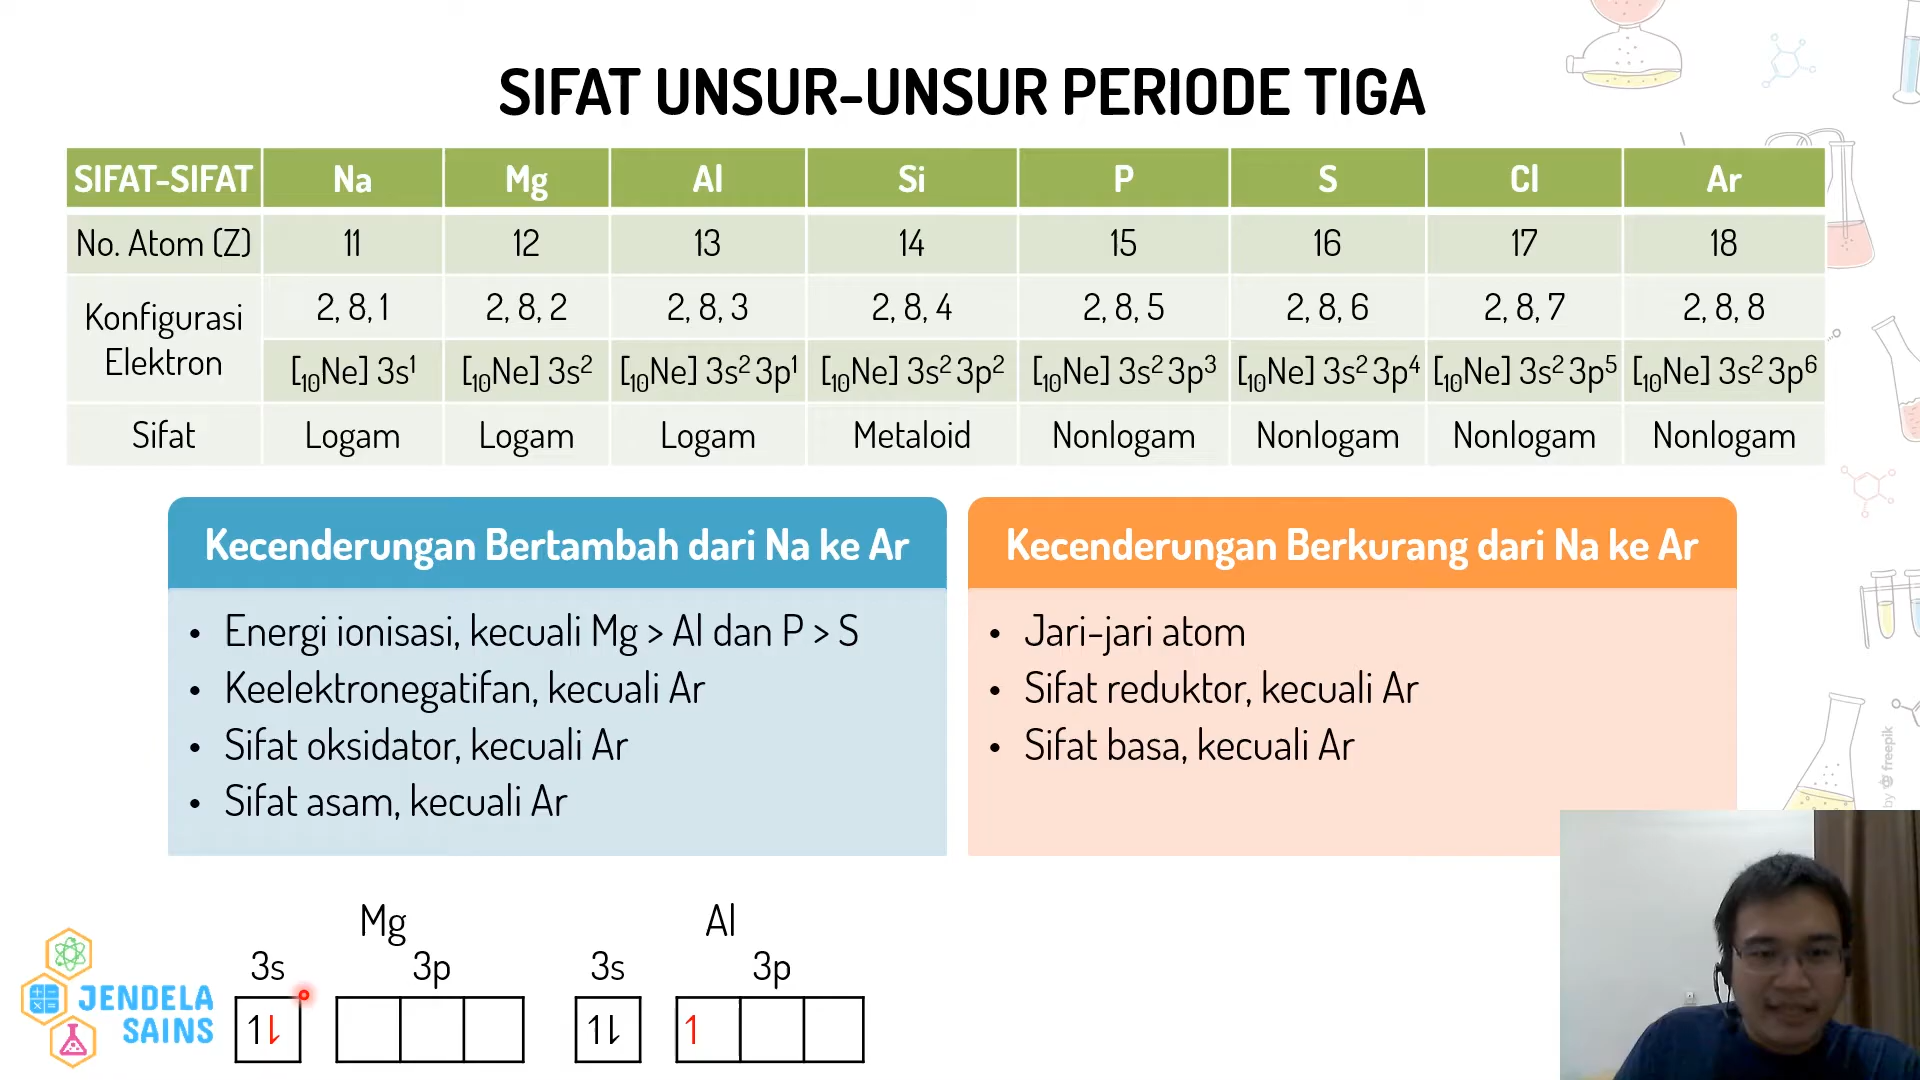 SIFAT UNSUR-UNSUR PERIODE TIGA
SIFAT-SIFAT Na Mg Al Si P S Cl Ar
No. Atom (Z) 11 12 13 14 15 16 17 18
Konfigurasi Elektron
2, 8, 1 2, 8, 2 2, 8, 3 2, 8, 4 2, 8, 5 2, 8, 6 2, 8, 7 2, 8, 8
[₁₀Ne] 3s¹ [₁₀Ne] 3s² [₁₀Ne] 3s² 3p¹ [₁₀Ne] 3s² 3p² [₁₀Ne] 3s² 3p³ [₁₀Ne] 3s² 3p⁴ [₁₀Ne] 3s² 3p⁵ [₁₀Ne] 3s² 3p⁶
Sifat Logam Logam Logam Metaloid Nonlogam Nonlogam Nonlogam Nonlogam
Kecenderungan Bertambah dari Na ke Ar
• Energi ionisasi, kecuali Mg > Al dan P > S
• Keelektronegatifan, kecuali Ar
• Sifat oksidator, kecuali Ar
• Sifat asam, kecuali Ar
Kecenderungan Berkurang dari Na ke Ar
• Jari-jari atom
• Sifat reduktor, kecuali Ar
• Sifat basa, kecuali Ar
by freepik
Mg
3s 3p
↿⇂
Al
3s 3p
↿⇂ ↿
JENDELA
SAINS